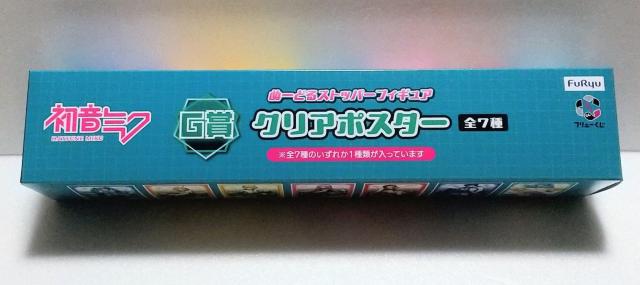 初音ミク
HATSUNE MIKU
G賞
ぬーどるストッパーフィギュア
クリアポスター 全7種
※全7種のいずれか1種類が入っています
FuRyu
フリューくじ